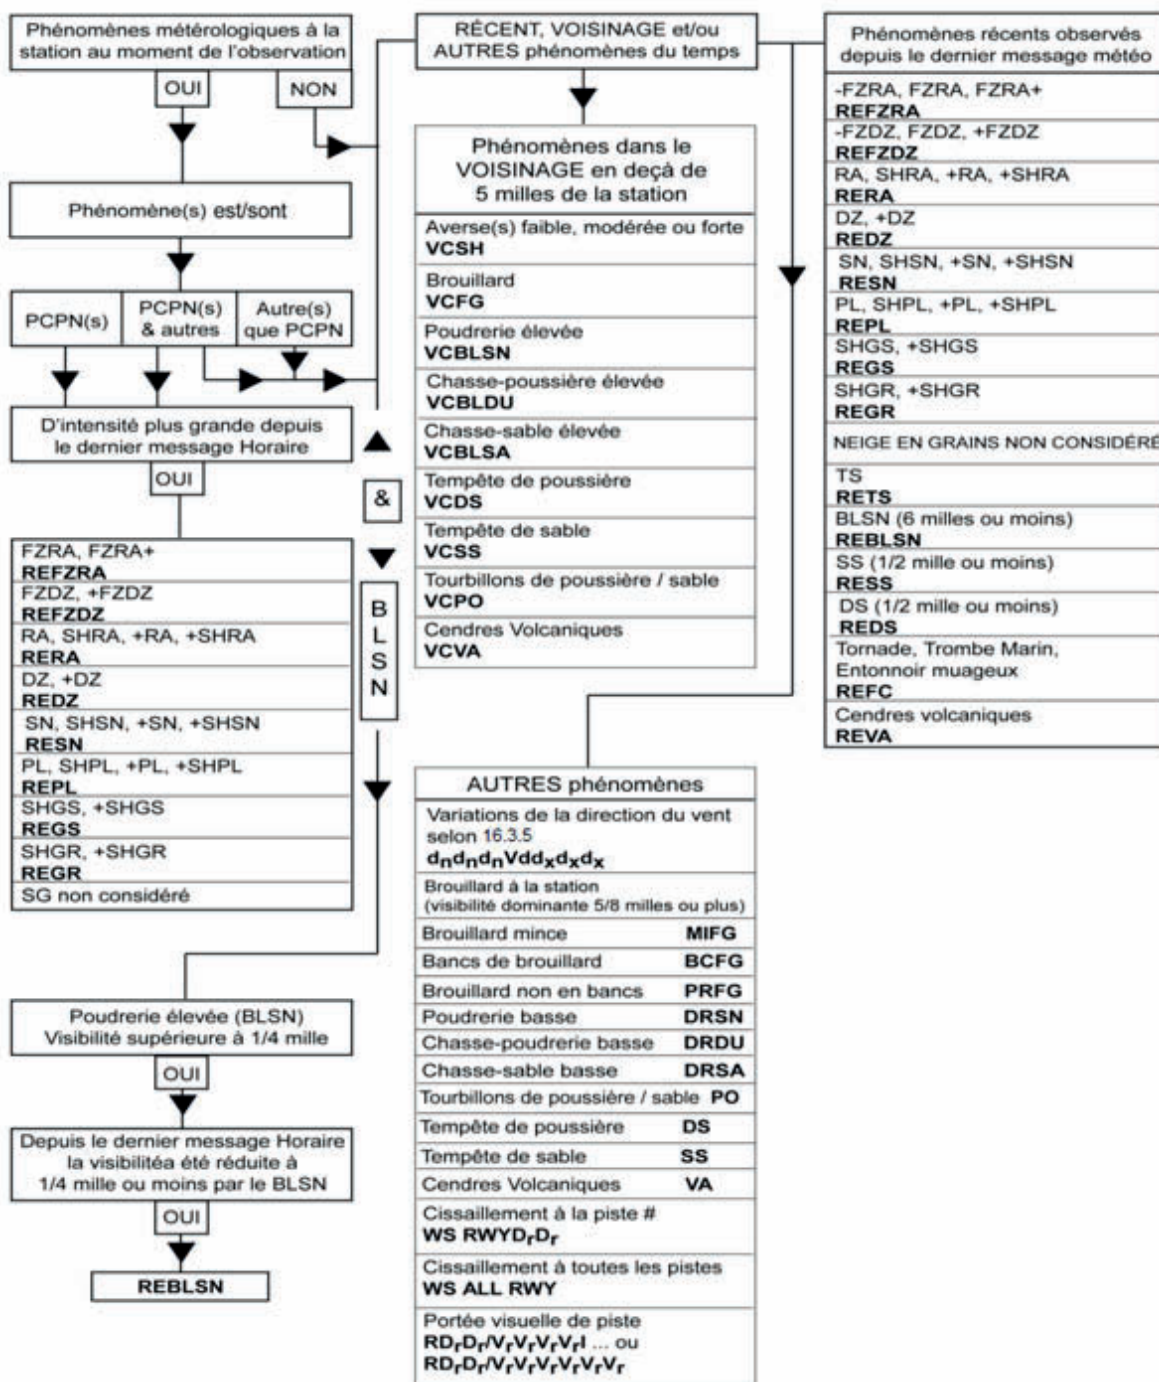 Phénomènes métérologiques à la
station au moment de l'observation
OUI
NON
Phénomène(s) est/sont
PCPN(s)
PCPN(s)
& autres
Autre(s)
que PCPN
D'intensité plus grande depuis
le dernier message Horaire
OUI
FZRA, FZRA+
REFZRA
FZDZ, +FZDZ
REFZDZ
RA, SHRA, +RA, +SHRA
RERA
DZ, +DZ
REDZ
SN, SHSN, +SN, +SHSN
RESN
PL, SHPL, +PL, +SHPL
REPL
SHGS, +SHGS
REGS
SHGR, +SHGR
REGR
SG non considéré
&
B
L
S
N
Poudrerie élevée (BLSN)
Visibilité supérieure à 1/4 mille
OUI
Depuis le dernier message Horaire
la visibilitéa été réduite à
1/4 mille ou moins par le BLSN
OUI
REBLSN
RÉCENT, VOISINAGE et/ou
AUTRES phénomènes du temps
Phénomènes dans le
VOISINAGE en deçà de
5 milles de la station
Averse(s) faible, modérée ou forte
VCSH
Brouillard
VCFG
Poudrerie élevée
VCBLSN
Chasse-poussière élevée
VCBLDU
Chasse-sable élevée
VCBLSA
Tempête de poussière
VCDS
Tempête de sable
VCSS
Tourbillons de poussière / sable
VCPO
Cendres Volcaniques
VCVA
AUTRES phénomènes
Variations de la direction du vent
selon 16.3.5
dndndnVddxdxdx
Brouillard à la station
(visibilité dominante 5/8 milles ou plus)
Brouillard mince MIFG
Bancs de brouillard BCFG
Brouillard non en bancs PRFG
Poudrerie basse DRSN
Chasse-poudrerie basse DRDU
Chasse-sable basse DRSA
Tourbillons de poussière / sable PO
Tempête de poussière DS
Tempête de sable SS
Cendres Volcaniques VA
Cissaillement à la piste #
WS RWYDrDr
Cissaillement à toutes les pistes
WS ALL RWY
Portée visuelle de piste
RDrDr/VrVrVrVrI ... ou
RDrDr/VrVrVrVrVrVr
Phénomènes récents observés
depuis le dernier message météo
-FZRA, FZRA, FZRA+
REFZRA
-FZDZ, FZDZ, +FZDZ
REFZDZ
RA, SHRA, +RA, +SHRA
RERA
DZ, +DZ
REDZ
SN, SHSN, +SN, +SHSN
RESN
PL, SHPL, +PL, +SHPL
REPL
SHGS, +SHGS
REGS
SHGR, +SHGR
REGR
NEIGE EN GRAINS NON CONSIDÉRÉ
TS
RETS
BLSN (6 milles ou moins)
REBLSN
SS (1/2 mille ou moins)
RESS
DS (1/2 mille ou moins)
REDS
Tornade, Trombe Marin,
Entonnoir muageux
REFC
Cendres volcaniques
REVA